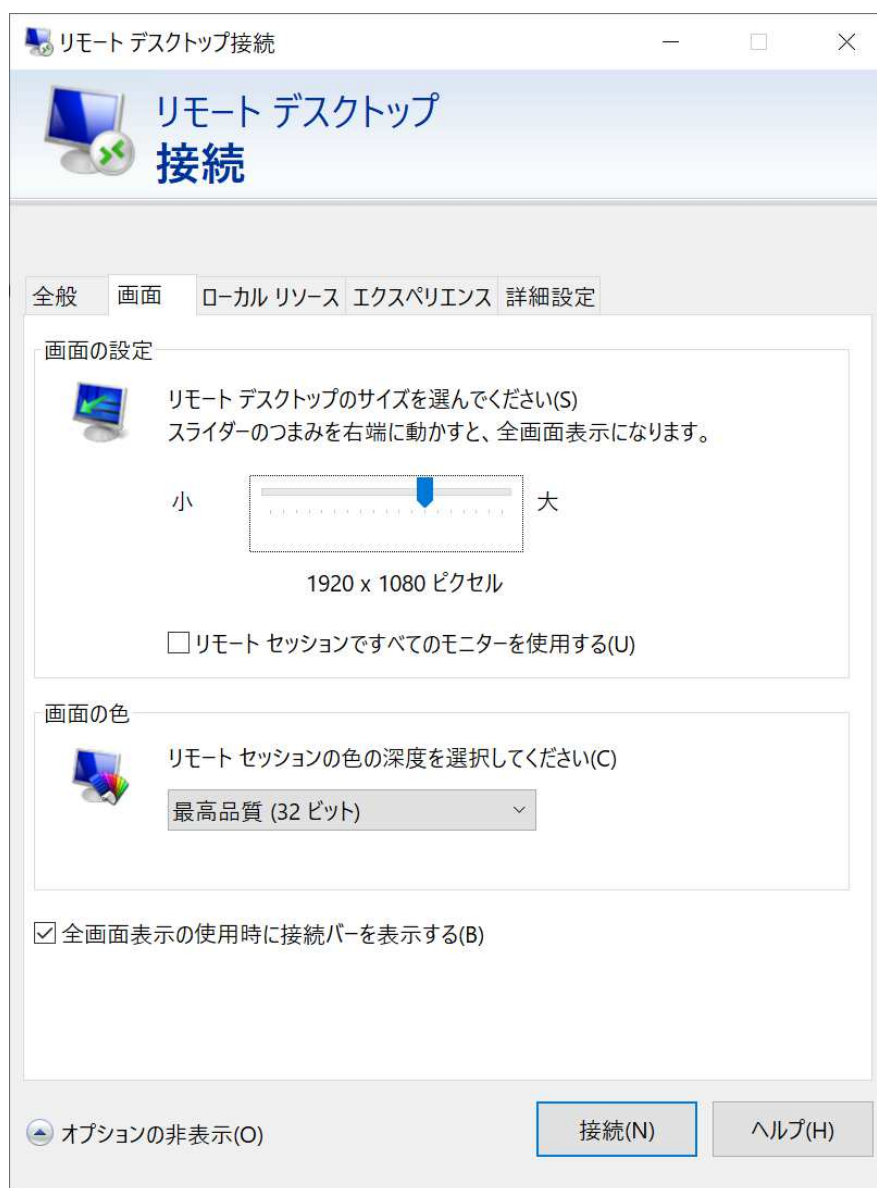 リモート デスクトップ接続
リモート デスクトップ
接続
全般 画面 ローカル リソース エクスペリエンス 詳細設定
画面の設定
リモート デスクトップのサイズを選んでください(S)
スライダーのつまみを右端に動かすと、全画面表示になります。
小 大
1920 x 1080 ピクセル
リモート セッションですべてのモニターを使用する(U)
画面の色
リモート セッションの色の深度を選択してください(C)
最高品質 (32 ビット)
全画面表示の使用時に接続バーを表示する(B)
オプションの非表示(O) 接続(N) ヘルプ(H)